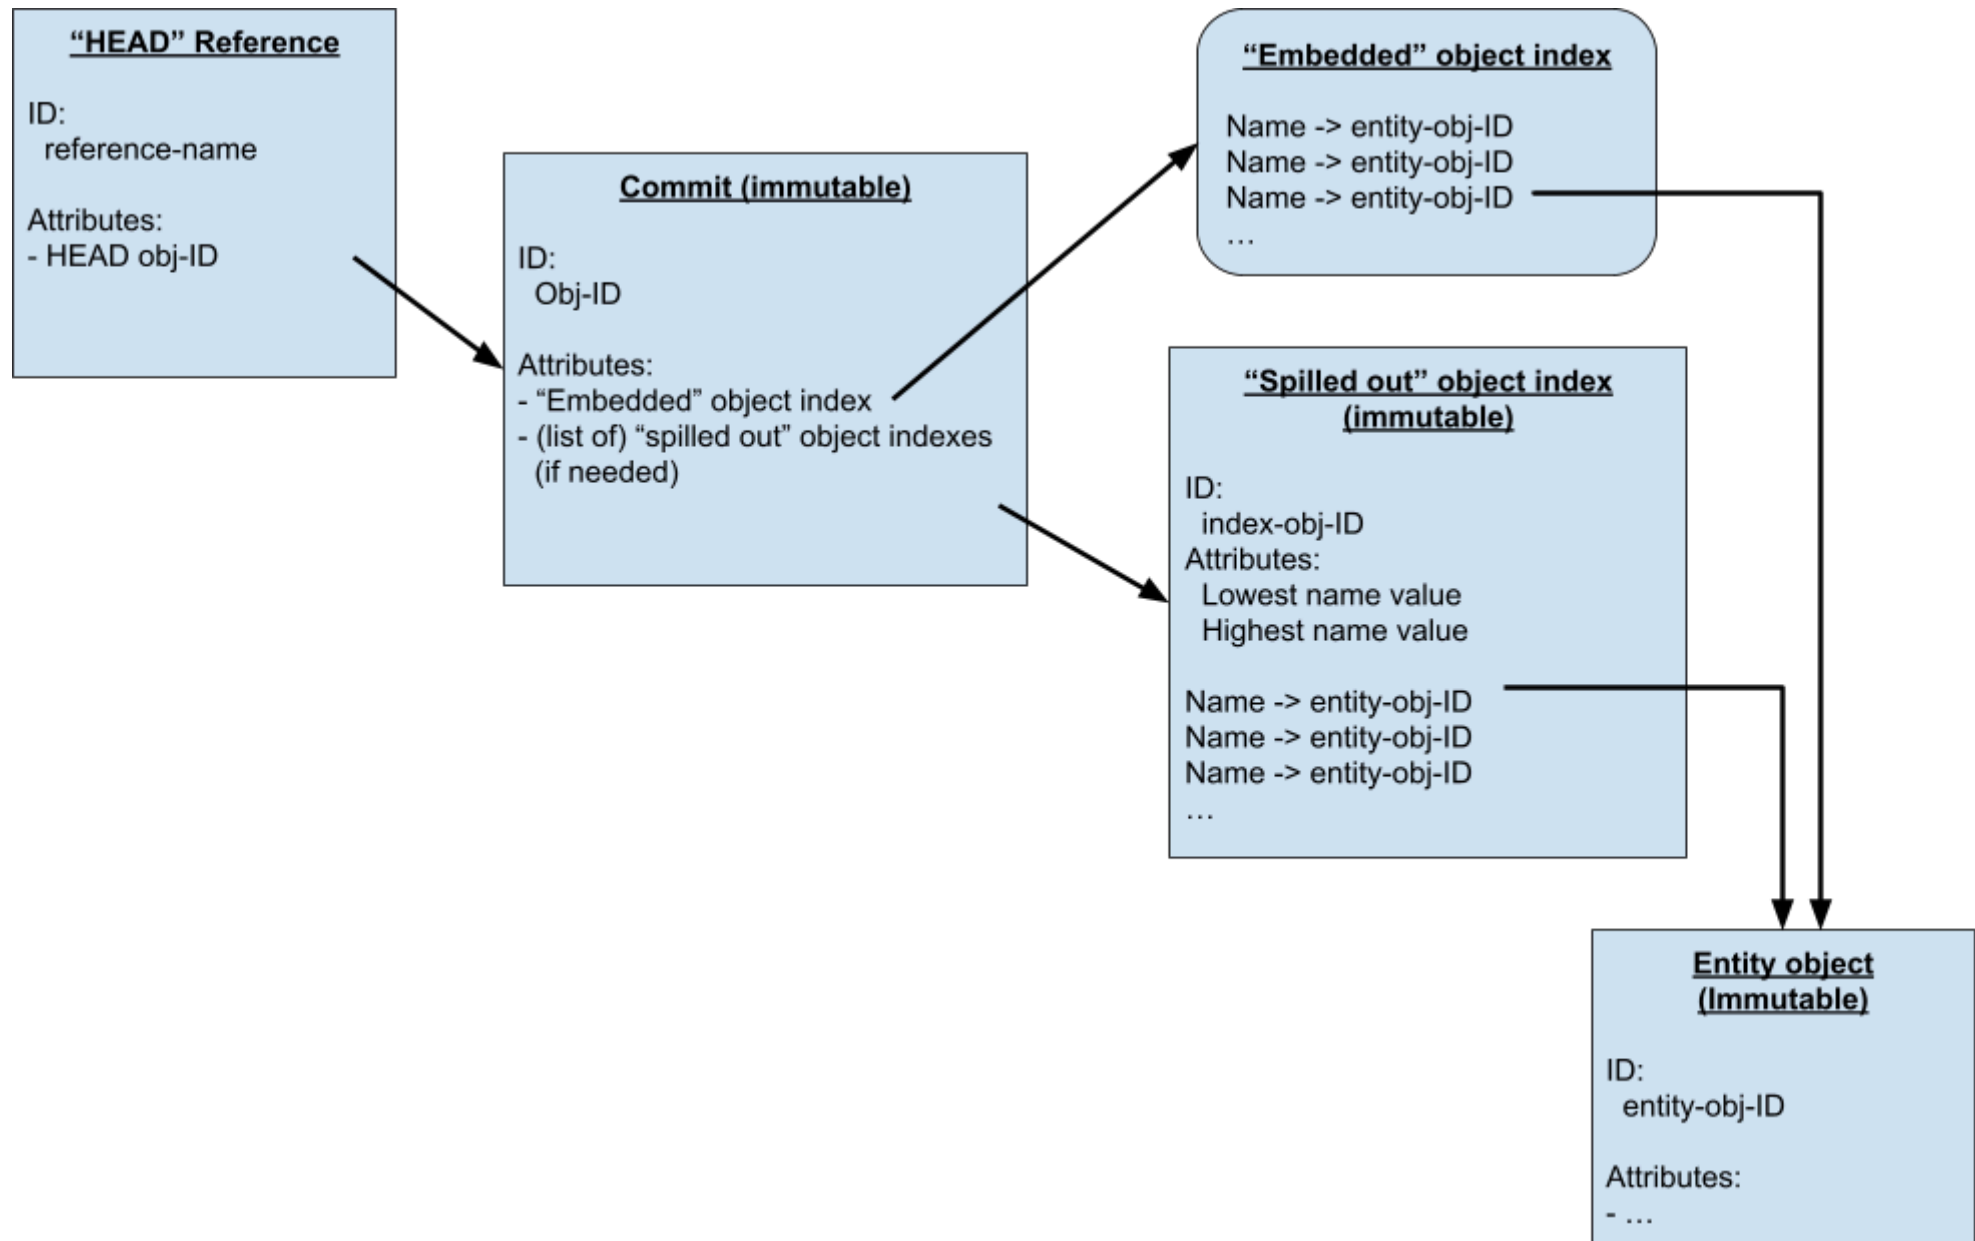 “HEAD” Reference
ID:
reference-name
Attributes:
- HEAD obj-ID
Commit (immutable)
ID:
Obj-ID
Attributes:
- “Embedded” object index
- (list of) “spilled out” object indexes
(if needed)
“Embedded” object index
Name -> entity-obj-ID
Name -> entity-obj-ID
Name -> entity-obj-ID
…
“Spilled out” object index
(immutable)
ID:
index-obj-ID
Attributes:
Lowest name value
Highest name value
Name -> entity-obj-ID
Name -> entity-obj-ID
Name -> entity-obj-ID
…
Entity object
(Immutable)
ID:
entity-obj-ID
Attributes:
- …